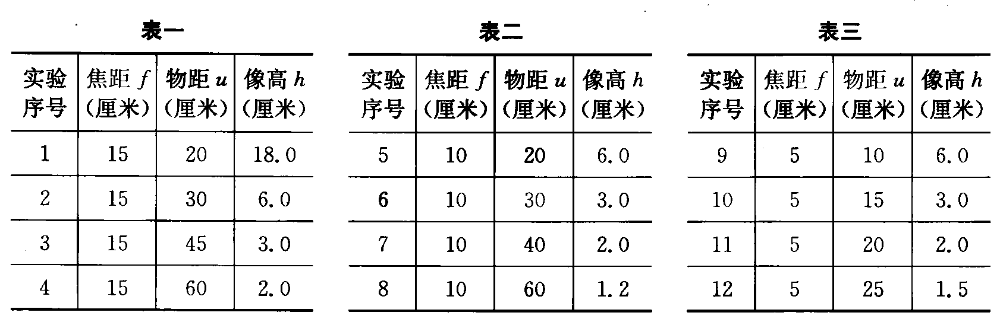 表一 表二 表三
实验 焦距 f 物距 u 像高 h 实验 焦距 f 物距 u 像高 h 实验 焦距 f 物距 u 像高 h
序号 (厘米) (厘米) (厘米) 序号 (厘米) (厘米) (厘米) 序号 (厘米) (厘米) (厘米)
1 15 20 18.0 5 10 20 6.0 9 5 10 6.0
2 15 30 6.0 6 10 30 3.0 10 5 15 3.0
3 15 45 3.0 7 10 40 2.0 11 5 20 2.0
4 15 60 2.0 8 10 60 1.2 12 5 25 1.5